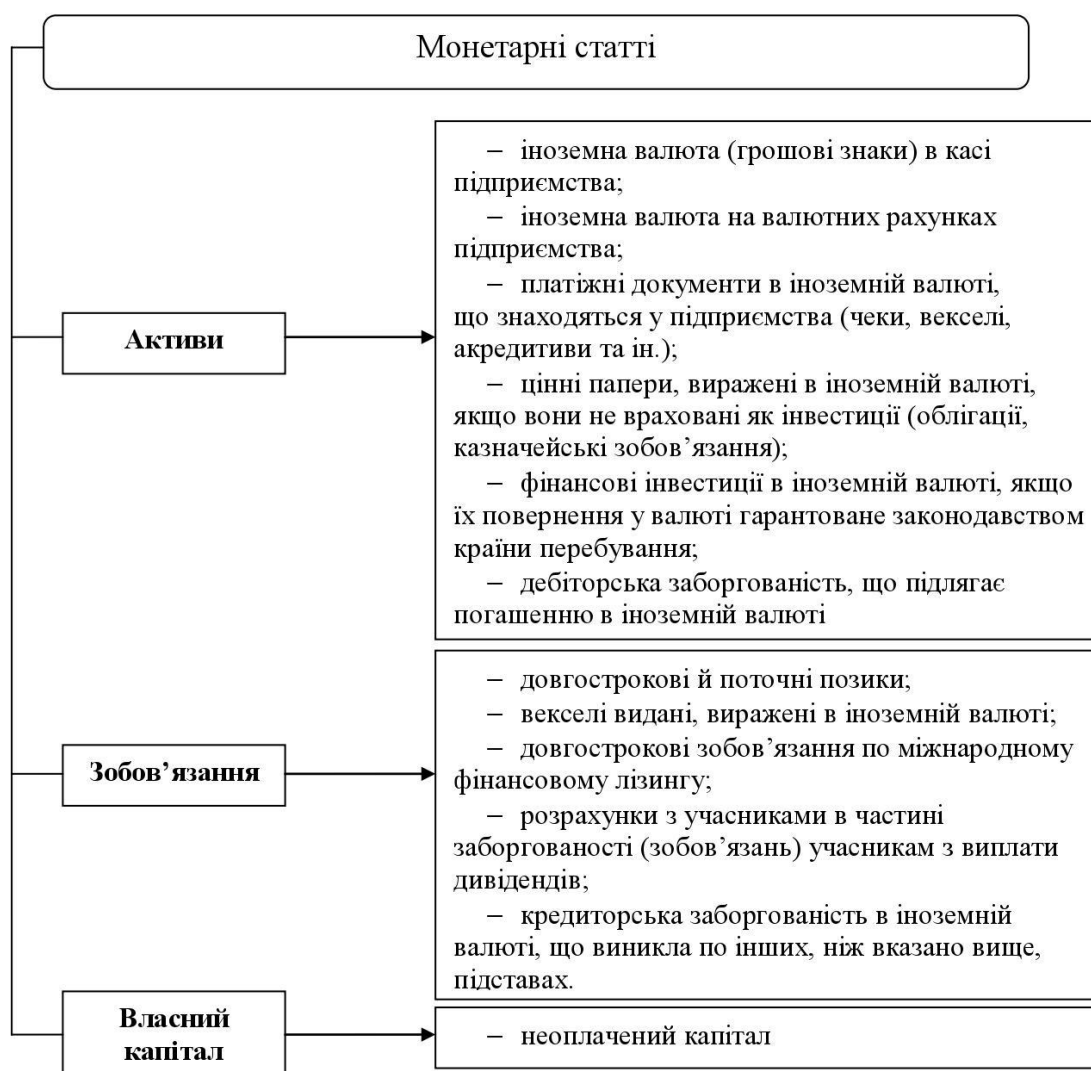 Монетарні статті
– іноземна валюта (грошові знаки) в касі
підприємства;
– іноземна валюта на валютних рахунках
підприємства;
– платіжні документи в іноземній валюті,
що знаходяться у підприємства (чеки, векселі,
акредитиви та ін.);
– цінні папери, виражені в іноземній валюті,
якщо вони не враховані як інвестиції (облігації,
казначейські зобов’язання);
– фінансові інвестиції в іноземній валюті, якщо
їх повернення у валюті гарантоване законодавством
країни перебування;
– дебіторська заборгованість, що підлягає
погашенню в іноземній валюті
Активи
– довгострокові й поточні позики;
– векселі видані, виражені в іноземній валюті;
– довгострокові зобов’язання по міжнародному
фінансовому лізингу;
– розрахунки з учасниками в частині
заборгованості (зобов’язань) учасникам з виплати
дивідендів;
– кредиторська заборгованість в іноземній
валюті, що виникла по інших, ніж вказано вище,
підставах.
Зобов’язання
Власний
капітал
– неоплачений капітал